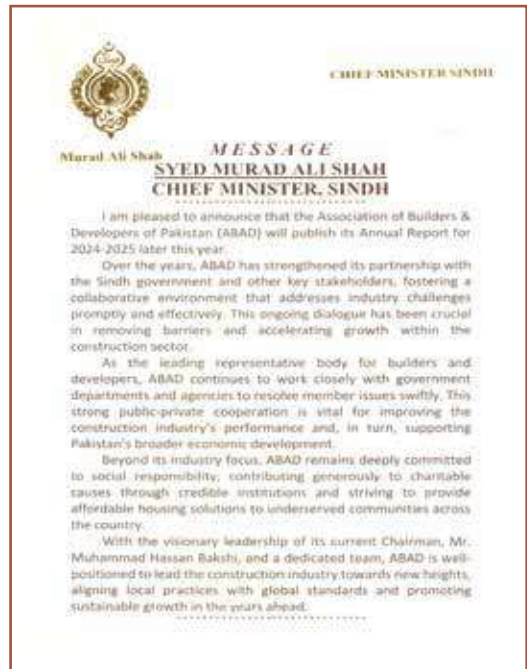 CHIEF MINISTER SINDH
Murad Ali Shah
MESSAGE
SYED MURAD ALI SHAH
CHIEF MINISTER, SINDH
I am pleased to announce that the Association of Builders &
Developers of Pakistan (ABAD) will publish its Annual Report for
2024-2025 later this year.
Over the years, ABAD has strengthened its partnership with
the Sindh government and other key stakeholders, fostering a
collaborative environment that addresses industry challenges
promptly and effectively. This ongoing dialogue has been crucial
in removing barriers and accelerating growth within the
construction sector.
As the leading representative body for builders and
developers, ABAD continues to work closely with government
departments and agencies to resolve member issues swiftly. This
strong public-private cooperation is vital for improving the
construction industry's performance and, in turn, supporting
Pakistan's broader economic development.
Beyond its industry focus, ABAD remains deeply committed
to social responsibility, contributing generously to charitable
causes through credible institutions and striving to provide
affordable housing solutions to underserved communities across
the country.
With the visionary leadership of its current Chairman, Mr.
Muhammad Hassan Bakshi, and a dedicated team, ABAD is well-
positioned to lead the construction industry towards new heights,
aligning local practices with global standards and promoting
sustainable growth in the years ahead.